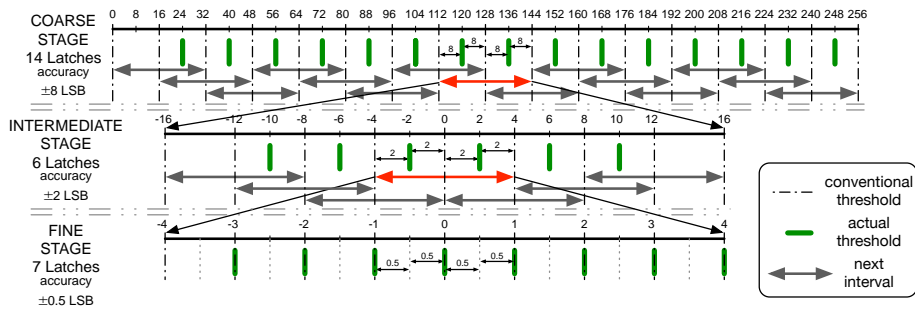 COARSE 0 8 24 32 40 48 56 64 72 80 88 96 104 112 120 128 136 144 152 160 168 176 184 192 200 208 216 224 232 240 248 256
STAGE
14 Latches
accuracy
±8 LSB
8 8 8 8
INTERMEDIATE -16 -12 -10 -8 -6 -4 -2 0 2 4 6 8 10 12 16
STAGE
6 Latches
accuracy
±2 LSB
2 2 2 2
FINE -4 -3 -2 -1 0 1 2 3 4
STAGE
7 Latches
accuracy
±0.5 LSB
0.5 0.5 0.5 0.5
conventional
threshold
actual
threshold
next
interval